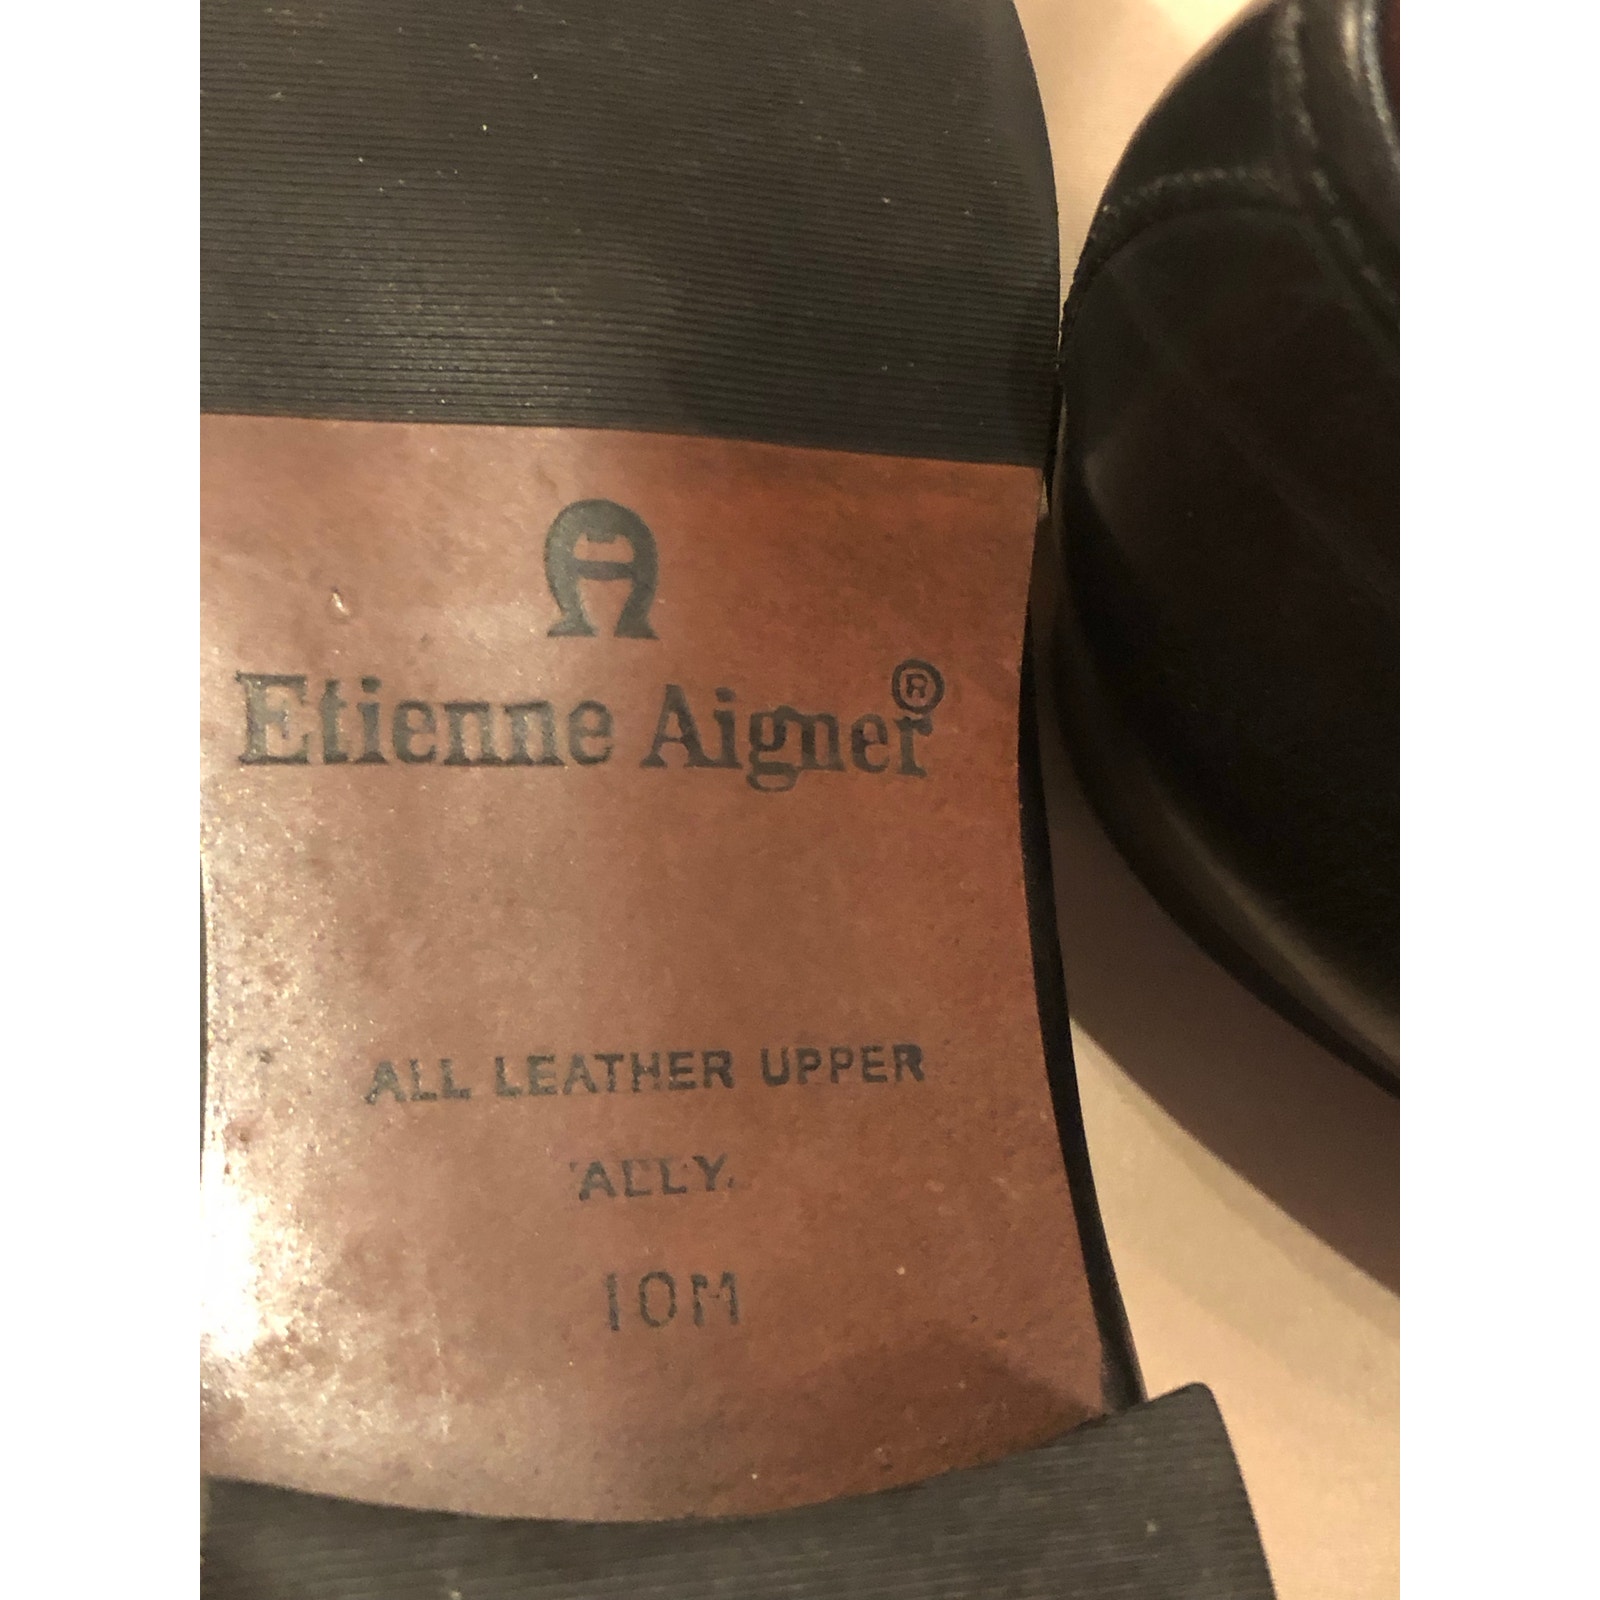 Etienne Aigner®
ALL LEATHER UPPER
ALLY
10M